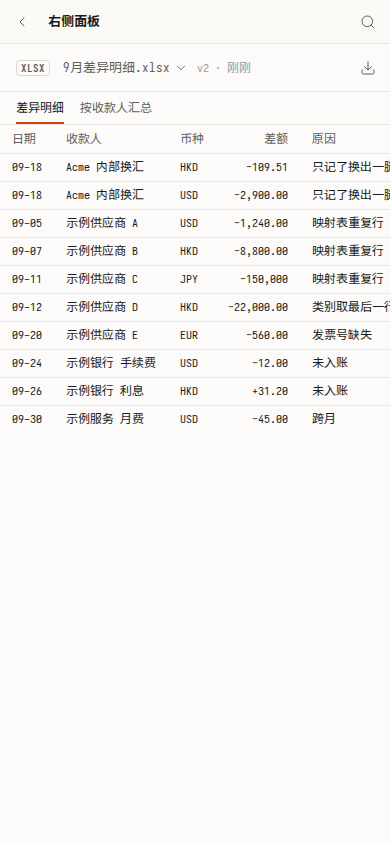 右侧面板
XLSX 9月差异明细.xlsx v2 · 刚刚
差异明细 按收款人汇总
日期 收款人 币种 差额 原因
09-18 Acme 内部换汇 HKD -109.51 只记了换出一
09-18 Acme 内部换汇 USD -2,900.00 只记了换出一
09-05 示例供应商 A USD -1,240.00 映射表重复行
09-07 示例供应商 B HKD -8,800.00 映射表重复行
09-11 示例供应商 C JPY -150,000 映射表重复行
09-12 示例供应商 D HKD -22,000.00 类别取最后一行
09-20 示例供应商 E EUR -560.00 发票号缺失
09-24 示例银行 手续费 USD -12.00 未入账
09-26 示例银行 利息 HKD +31.20 未入账
09-30 示例服务 月费 USD -45.00 跨月